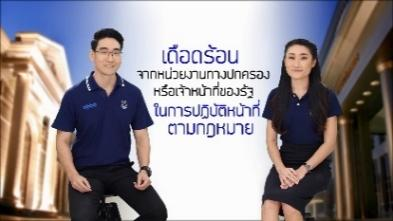 เดือดร้อน
จากหน่วยงานทางปกครอง
หรือเจ้าหน้าที่ของรัฐ
ในการปฏิบัติหน้าที่
ตามกฎหมาย